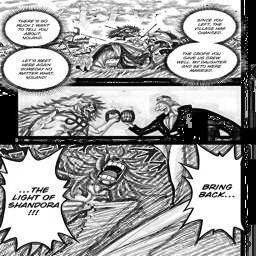 SINCE YOU
LEFT, THE
VILLAGE HAS
CHANGED.
THE CROPS YOU
GAVE US GREW
WELL. MY DAUGHTER
AND SETO WERE
MARRIED.
THERE'S SO
MUCH I WANT
TO TELL YOU
ABOUT,
NOLAND.
LET'S MEET
HERE AGAIN
SOMEDAY NO
MATTER WHAT,
NOLAND!
BRING
BACK...
...THE
LIGHT OF
SHANDORA
!!!